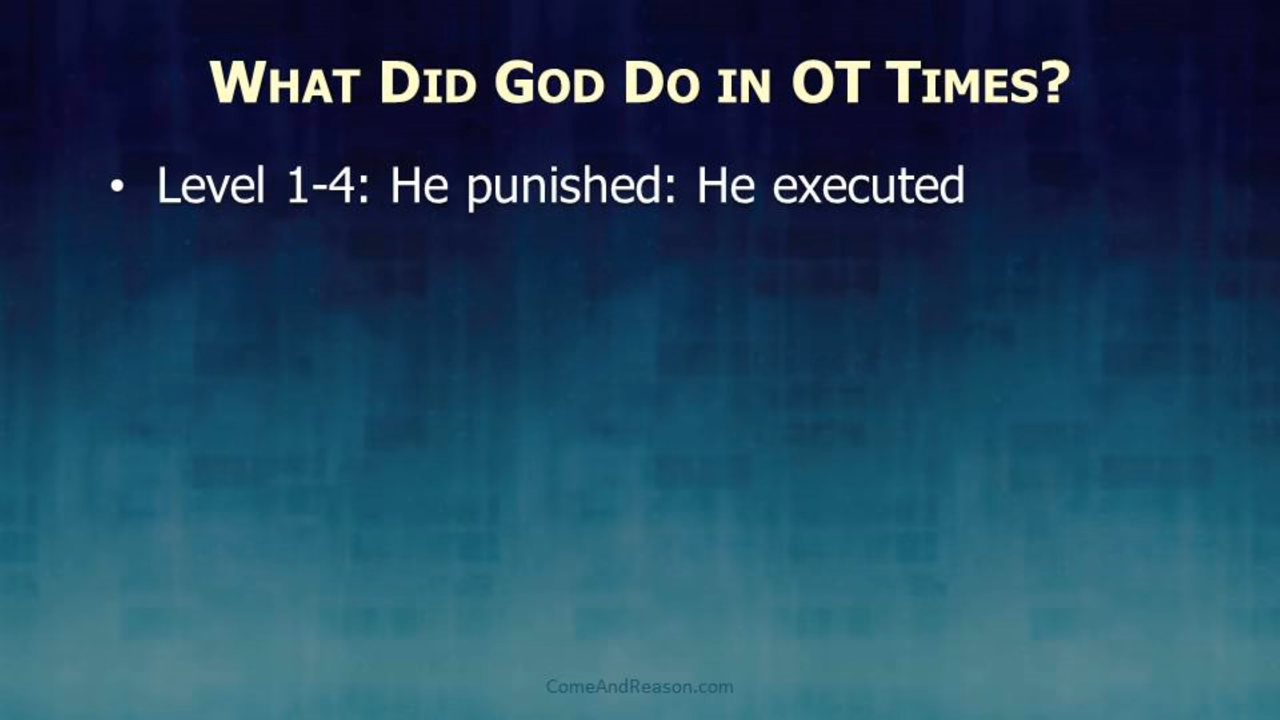 What Did God Do in OT Times?
• Level 1-4: He punished: He executed
ComeAndReason.com